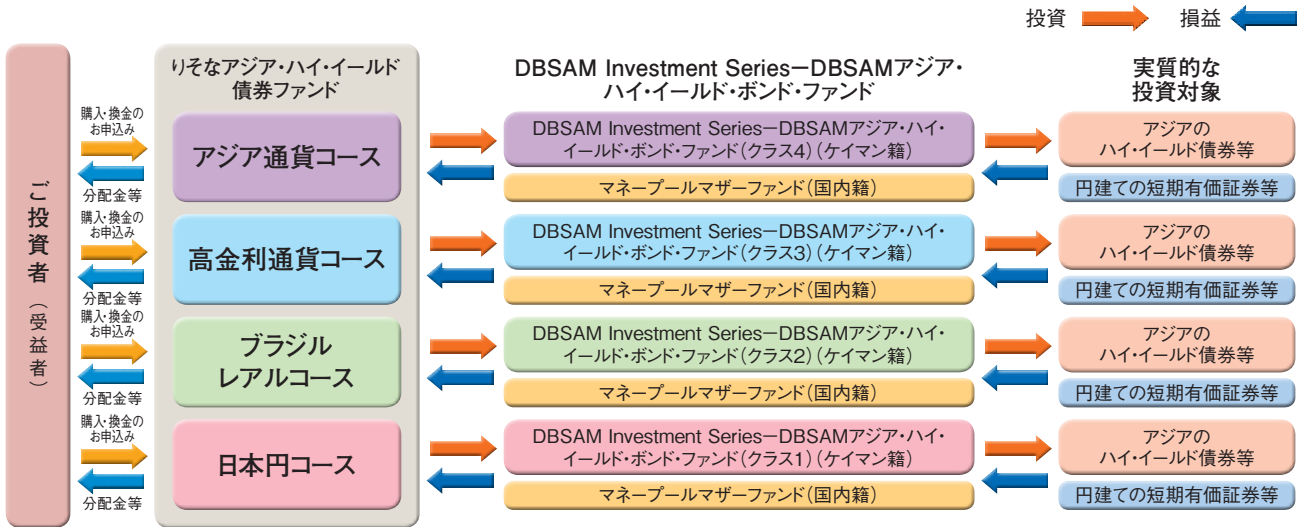 投資
損益
りそなアジア・ハイ・イールド
債券ファンド
DBSAM Investment Series−DBSAMアジア・
ハイ・イールド・ボンド・ファンド
実質的な
投資対象
ご投資者（受益者）
購入・換金の
お申込み
分配金等
アジア通貨コース
DBSAM Investment Series−DBSAMアジア・ハイ・
イールド・ボンド・ファンド（クラス4）（ケイマン籍）
マネープールマザーファンド（国内籍）
アジアの
ハイ・イールド債券等
円建ての短期有価証券等
購入・換金の
お申込み
分配金等
高金利通貨コース
DBSAM Investment Series−DBSAMアジア・ハイ・
イールド・ボンド・ファンド（クラス3）（ケイマン籍）
マネープールマザーファンド（国内籍）
アジアの
ハイ・イールド債券等
円建ての短期有価証券等
購入・換金の
お申込み
分配金等
ブラジル
レアルコース
DBSAM Investment Series−DBSAMアジア・ハイ・
イールド・ボンド・ファンド（クラス2）（ケイマン籍）
マネープールマザーファンド（国内籍）
アジアの
ハイ・イールド債券等
円建ての短期有価証券等
購入・換金の
お申込み
分配金等
日本円コース
DBSAM Investment Series−DBSAMアジア・ハイ・
イールド・ボンド・ファンド（クラス1）（ケイマン籍）
マネープールマザーファンド（国内籍）
アジアの
ハイ・イールド債券等
円建ての短期有価証券等